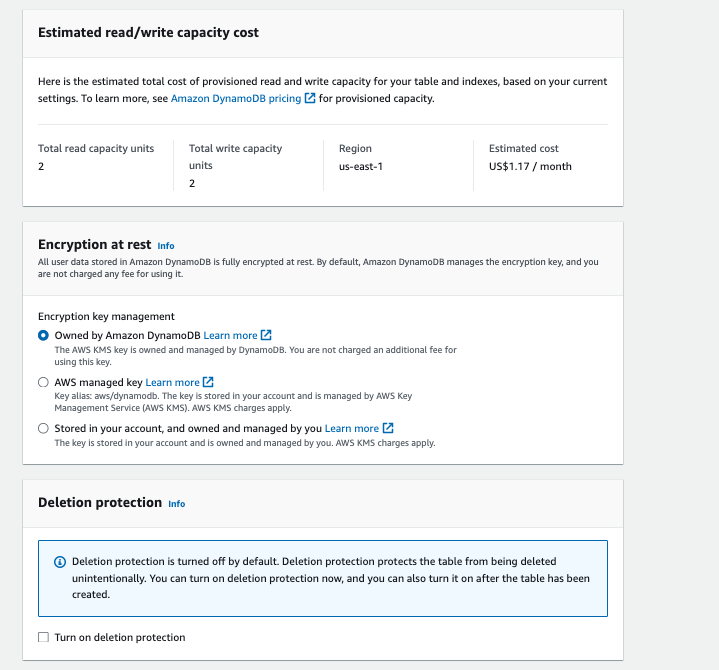 Estimated read/write capacity cost
Here is the estimated total cost of provisioned read and write capacity for your table and indexes, based on your current
settings. To learn more, see Amazon DynamoDB pricing for provisioned capacity.
Total read capacity units
2
Total write capacity
units
2
Region
us-east-1
Estimated cost
US$1.17 / month
Encryption at rest Info
All user data stored in Amazon DynamoDB is fully encrypted at rest. By default, Amazon DynamoDB manages the encryption key, and you
are not charged any fee for using it.
Encryption key management
Owned by Amazon DynamoDB Learn more
The AWS KMS key is owned and managed by DynamoDB. You are not charged an additional fee for
using this key.
AWS managed key Learn more
Key alias: aws/dynamodb. The key is stored in your account and is managed by AWS Key
Management Service (AWS KMS). AWS KMS charges apply.
Stored in your account, and owned and managed by you Learn more
The key is stored in your account and is owned and managed by you. AWS KMS charges apply.
Deletion protection Info
Deletion protection is turned off by default. Deletion protection protects the table from being deleted
unintentionally. You can turn on deletion protection now, and you can also turn it on after the table has been
created.
Turn on deletion protection